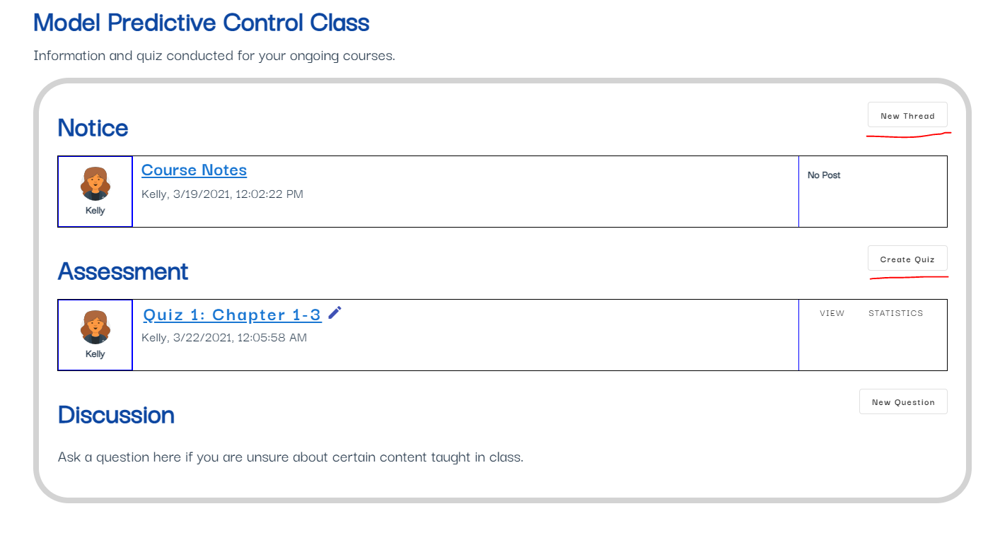 Model Predictive Control Class
Information and quiz conducted for your ongoing courses.
New Thread
Notice
Course Notes
Kelly, 3/19/2021, 12:02:22 PM
No Post
Kelly
Create Quiz
Assessment
Quiz 1: Chapter 1-3
VIEW STATISTICS
Kelly, 3/22/2021, 12:05:58 AM
Kelly
New Question
Discussion
Ask a question here if you are unsure about certain content taught in class.